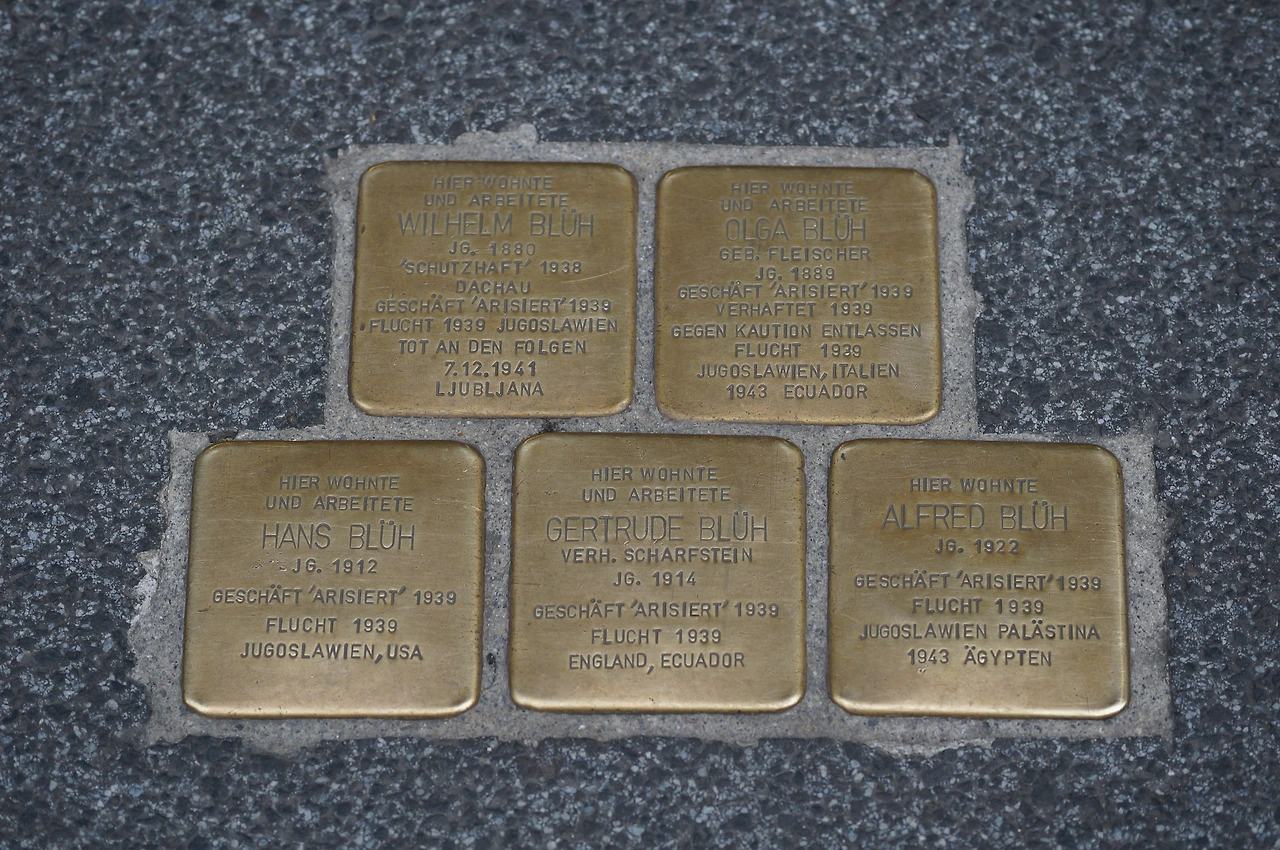 HIER WOHNTE
UND ARBEITETE
WILHELM BLÜH
JG. 1880
'SCHUTZHAFT' 1938
DACHAU
GESCHÄFT 'ARISIERT' 1939
FLUCHT 1939 JUGOSLAWIEN
TOT AN DEN FOLGEN
7.12.1941
LJUBLJANA
HIER WOHNTE
UND ARBEITETE
OLGA BLÜH
GEB. FLEISCHER
JG. 1889
GESCHÄFT 'ARISIERT' 1939
VERHAFTET 1939
GEGEN KAUTION ENTLASSEN
FLUCHT 1939
JUGOSLAWIEN, ITALIEN
1943 ECUADOR
HIER WOHNTE
UND ARBEITETE
HANS BLÜH
JG. 1912
GESCHÄFT 'ARISIERT' 1939
FLUCHT 1939
JUGOSLAWIEN, USA
HIER WOHNTE
UND ARBEITETE
GERTRUDE BLÜH
VERH. SCHARFSTEIN
JG. 1914
GESCHÄFT 'ARISIERT' 1939
FLUCHT 1939
ENGLAND, ECUADOR
HIER WOHNTE
ALFRED BLÜH
JG. 1922
GESCHÄFT 'ARISIERT' 1939
FLUCHT 1939
JUGOSLAWIEN PALÄSTINA
1943 ÄGYPTEN